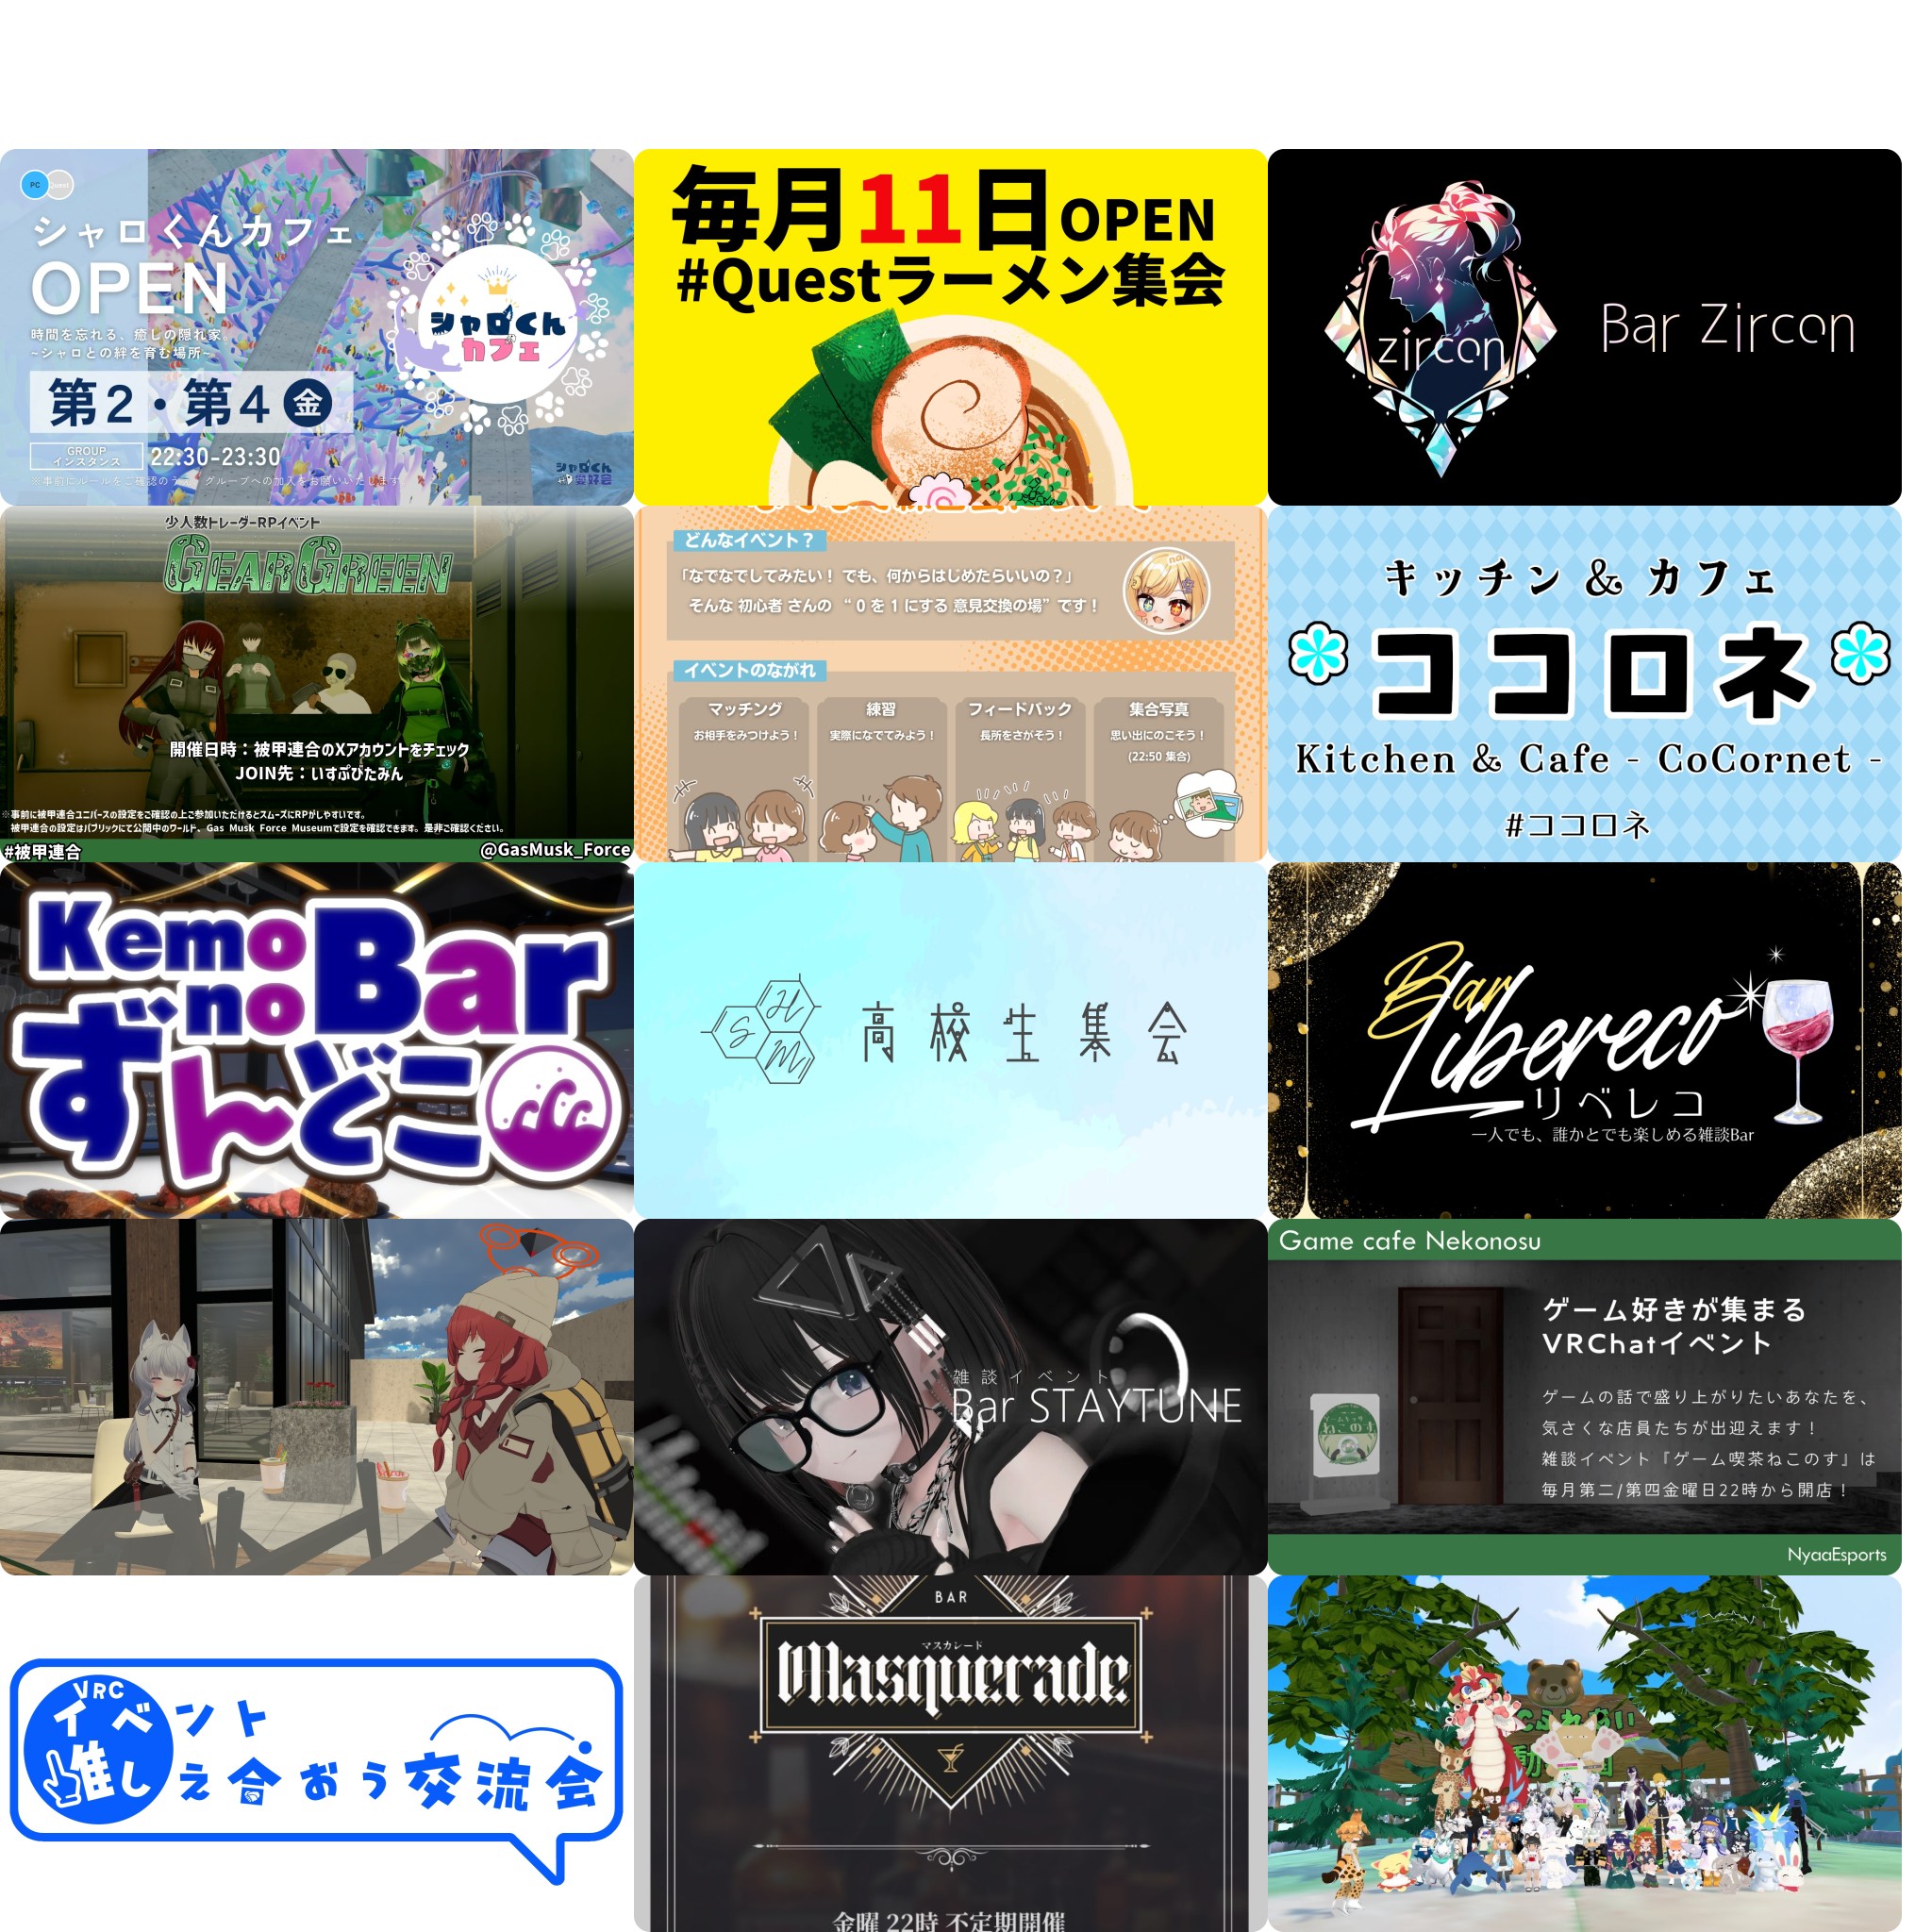 PC Quest
シャロくんカフェ
OPEN
時間を忘れる、癒しの隠れ家。
~シャロとの絆を育む場所~
第2・第4 金
GROUP
インスタンス
22:30-23:30
※事前にルールをご確認のうえ、グループへの加入をお願いいたします
シャロくん
カフェ
シャロくん
愛好会
毎月11日OPEN
#Questラーメン集会
zircon
Bar Zircon
少人数トレーダーRPイベント
GEARGREEN
開催日時：被甲連合のXアカウントをチェック
JOIN先：いすぷびたみん
※事前に被甲連合ユニバースの設定をご確認の上ご参加いただけるとスムーズにRPがしやすいです。
被甲連合の設定はパブリックにて公開中のワールド、Gas Musk Force Museumで設定を確認できます。是非ご確認ください。
#被甲連合
@GasMusk_Force
どんなイベント？
「なでなでしてみたい！ でも、何からはじめたらいいの？」
そんな 初心者 さんの “ 0 を 1 にする 意見交換の場” です！
イベントのながれ
マッチング
お相手をみつけよう！
練習
実際になでてみよう！
フィードバック
長所をさがそう！
集合写真
思い出にのこそう！
(22:50 集合)
キッチン & カフェ
ココロネ
Kitchen & Cafe - CoCornet -
#ココロネ
Kemo
no Bar
ずんどこ
SHM
高校生集会
Bar
Libereco
リベレコ
一人でも、誰かとでも楽しめる雑談Bar
雑談イベント
Bar STAYTUNE
Game cafe Nekonosu
ゲーム好きが集まる
VRChatイベント
ゲームの話で盛り上がりたいあなたを、
気さくな店員たちが出迎えます！
雑談イベント『ゲーム喫茶ねこのす』は
毎月第二/第四金曜日22時から開店！
ねこのす
NyaaEsports
VRC
イベント
推し え合おう交流会
BAR
マスカレード
Masquerade
金曜 22時 不定期開催
ふれあい
動